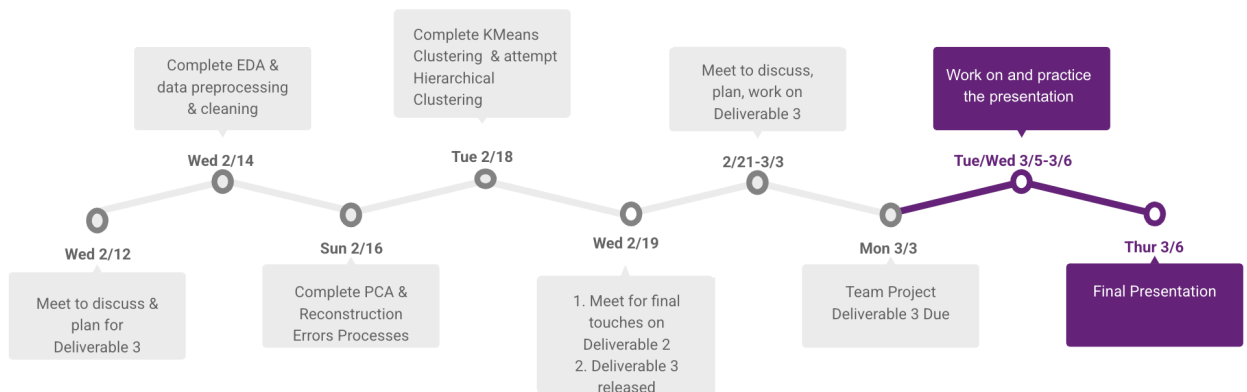 Wed 2/12
Meet to discuss &
plan for
Deliverable 3
Complete EDA &
data preprocessing
& cleaning
Wed 2/14
Sun 2/16
Complete PCA &
Reconstruction
Errors Processes
Complete KMeans
Clustering & attempt
Hierarchical
Clustering
Tue 2/18
Wed 2/19
1. Meet for final
touches on
Deliverable 2
2. Deliverable 3
released
Meet to discuss,
plan, work on
Deliverable 3
2/21-3/3
Mon 3/3
Team Project
Deliverable 3 Due
Work on and practice
the presentation
Tue/Wed 3/5-3/6
Thur 3/6
Final Presentation